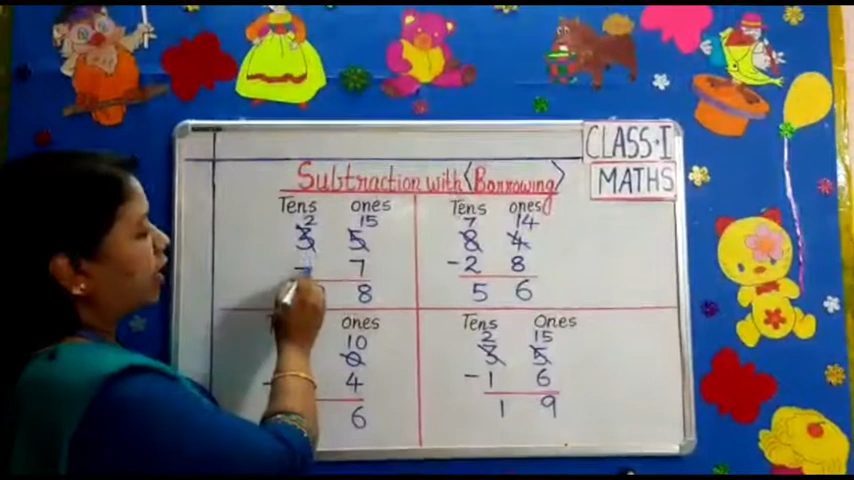 CLASS-I
MATHS
Subtraction with (Borrowing)
Tens ones
2 15
3 5
- 7
8
Tens ones
7 14
8 4
- 2 8
5 6
ones
10
0
- 4
6
Tens Ones
2 15
3 5
- 1 6
1 9